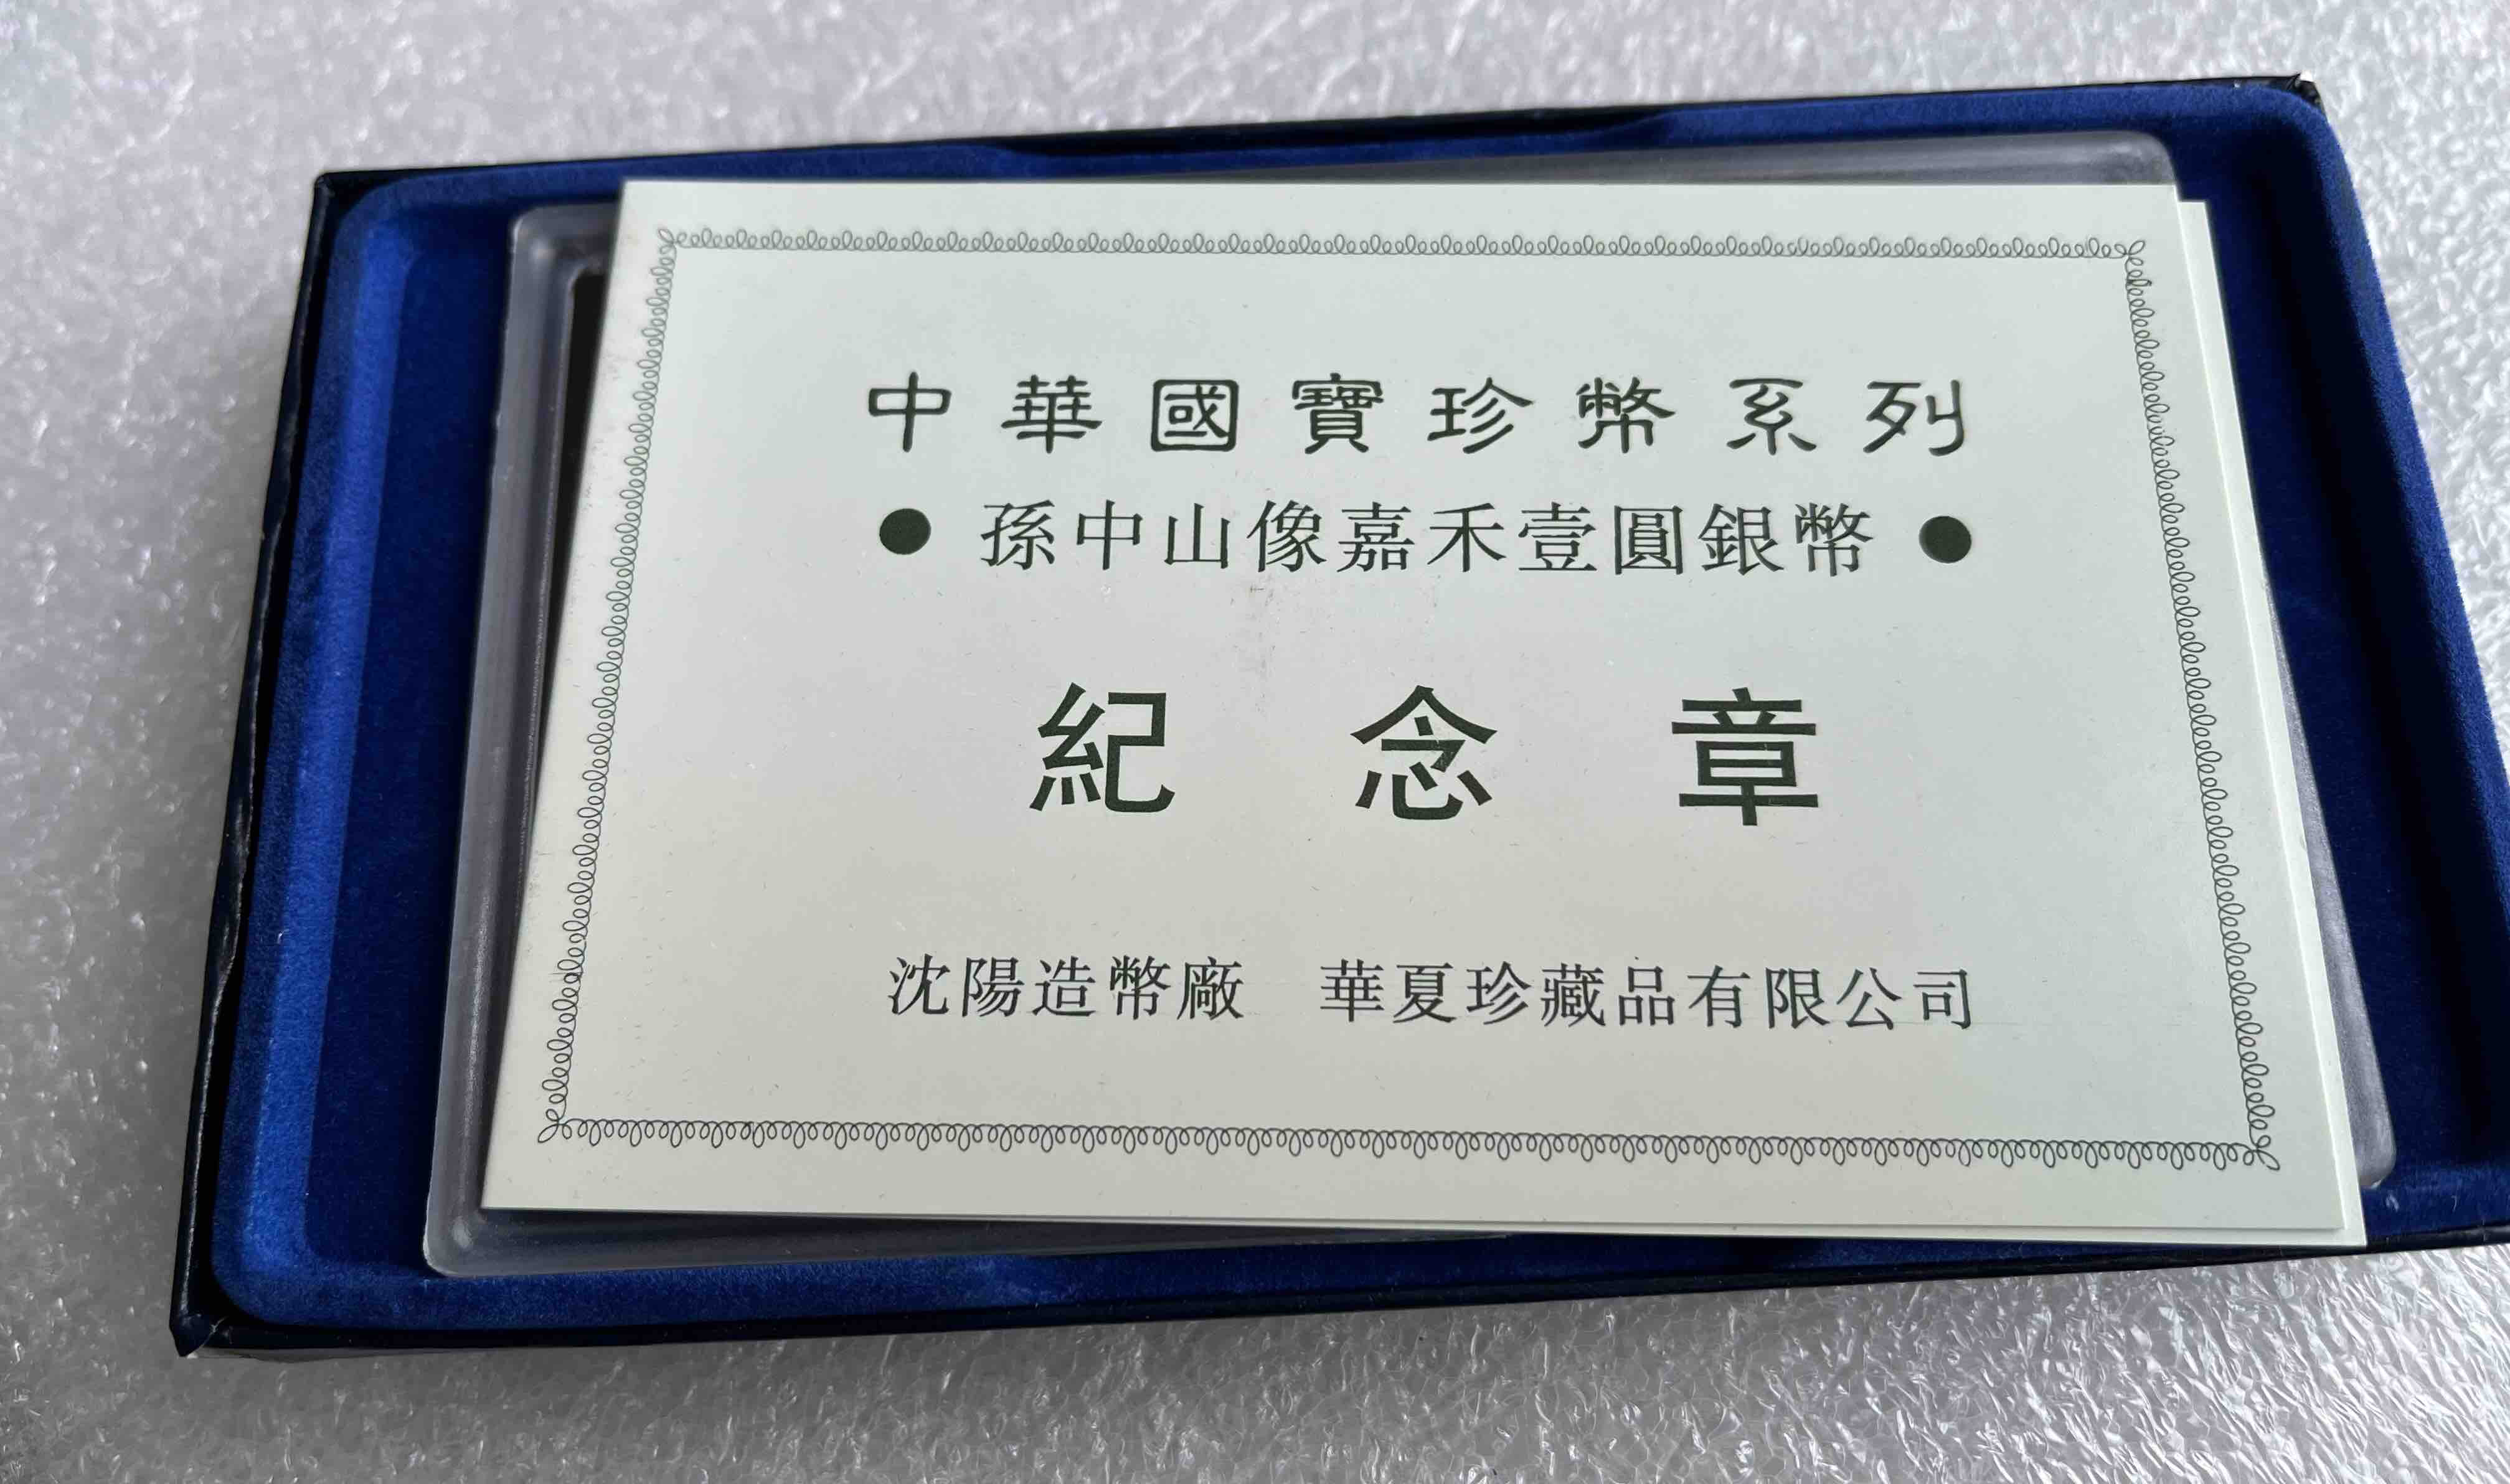 中華國寶珍幣系列
● 孫中山像嘉禾壹圓銀幣 ●
紀念章
沈陽造幣廠 華夏珍藏品有限公司